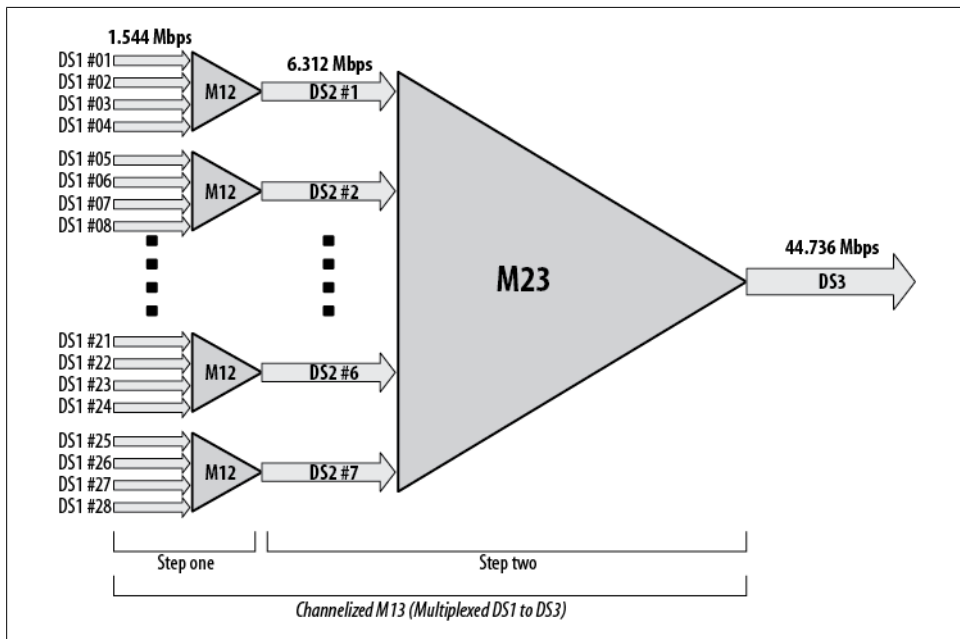 1.544 Mbps
DS1 #01
DS1 #02
DS1 #03
DS1 #04
M12
6.312 Mbps
DS2 #1
DS1 #05
DS1 #06
DS1 #07
DS1 #08
M12
DS2 #2
M23
44.736 Mbps
DS3
DS1 #21
DS1 #22
DS1 #23
DS1 #24
M12
DS2 #6
DS1 #25
DS1 #26
DS1 #27
DS1 #28
M12
DS2 #7
Step one
Step two
Channelized M13 (Multiplexed DS1 to DS3)